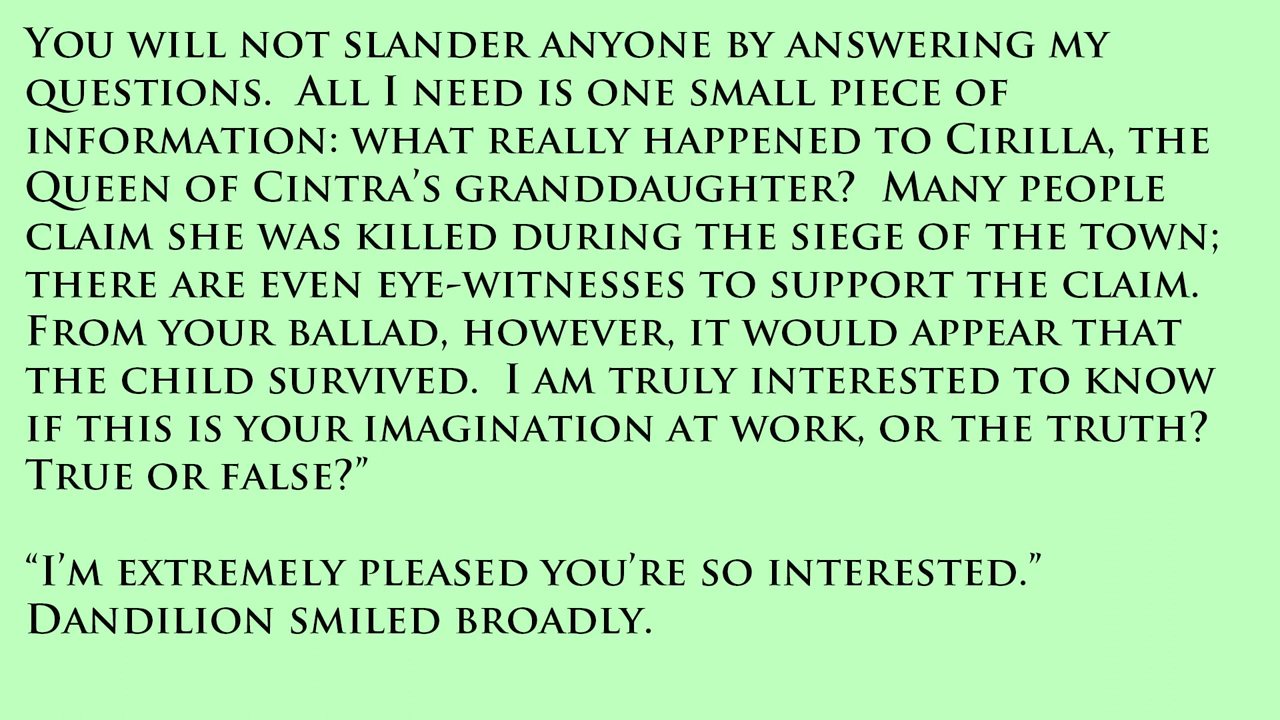 You will not slander anyone by answering my
questions.  All I need is one small piece of
information: what really happened to Cirilla, the
Queen of Cintra’s granddaughter?  Many people
claim she was killed during the siege of the town;
there are even eye-witnesses to support the claim.
From your ballad, however, it would appear that
the child survived.  I am truly interested to know
if this is your imagination at work, or the truth?
True or false?”
“I’m extremely pleased you’re so interested.”
Dandilion smiled broadly.